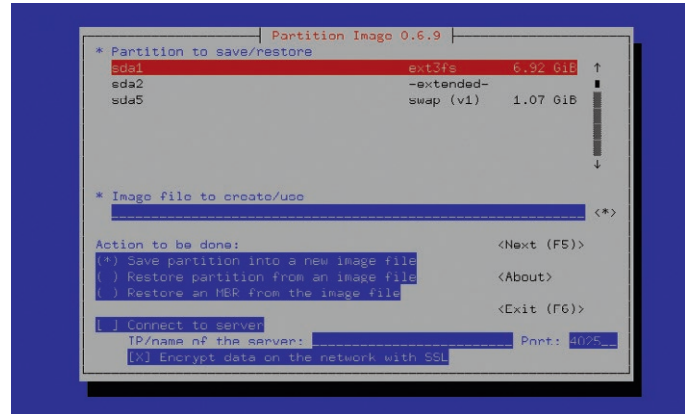 Partition Image 0.6.9
* Partition to save/restore
sda1 ext3fs 6.92 GiB
sda2 -extended-
sda5 swap (v1) 1.07 GiB
* Image file to create/use
<*>
Action to be done: <Next (F5)>
(*) Save partition into a new image file
( ) Restore partition from an image file <About>
( ) Restore an MBR from the image file
<Exit (F6)>
[ ] Connect to server
IP/name of the server: Port: 4025__
[X] Encrypt data on the network with SSL